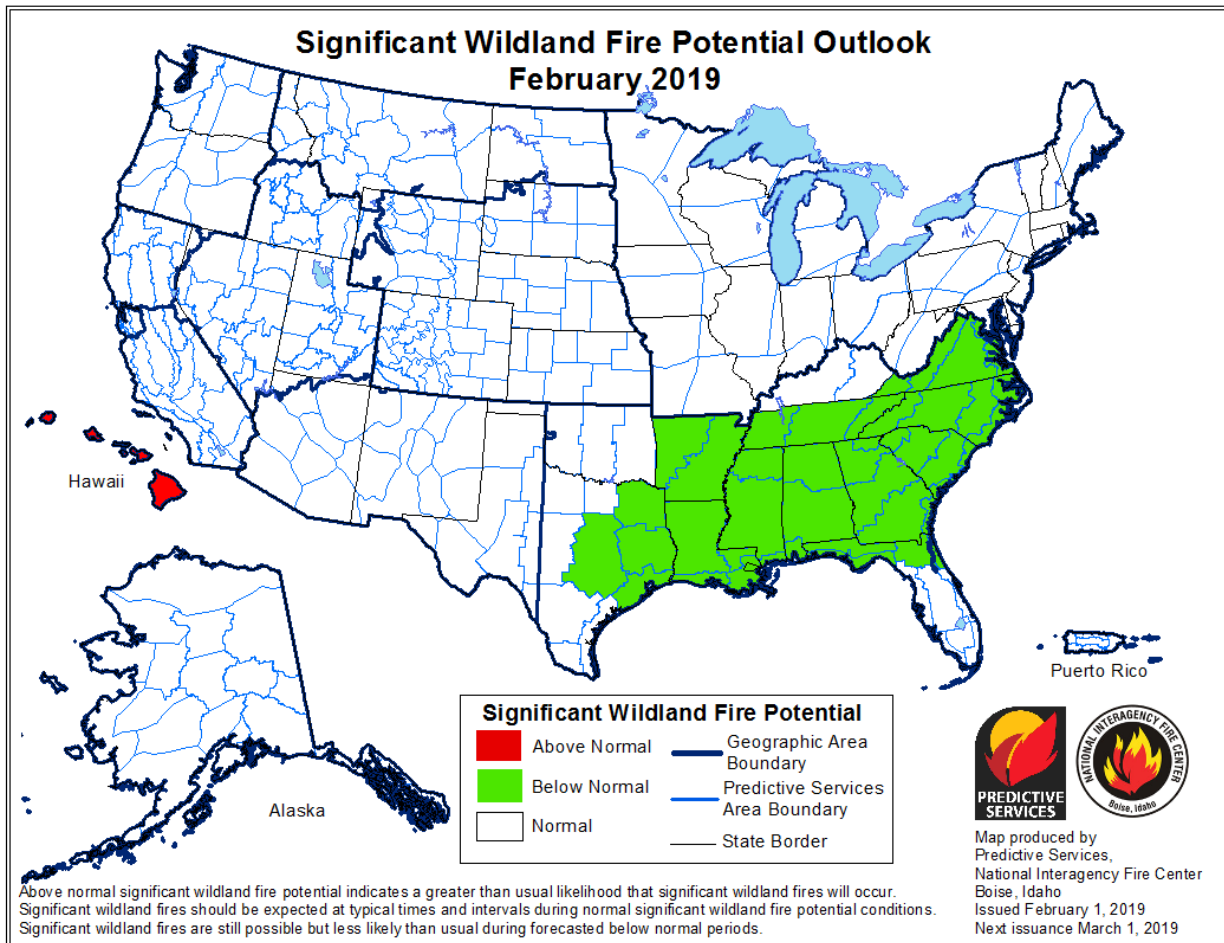 Significant Wildland Fire Potential Outlook
February 2019
Hawaii
Alaska
Puerto Rico
Significant Wildland Fire Potential
Above Normal
Below Normal
Normal
Geographic Area
Boundary
Predictive Services
Area Boundary
State Border
PREDICTIVE
SERVICES
NATIONAL INTERAGENCY FIRE CENTER
Boise, Idaho
Map produced by
Predictive Services,
National Interagency Fire Center
Boise, Idaho
Issued February 1, 2019
Next issuance March 1, 2019
Above normal significant wildland fire potential indicates a greater than usual likelihood that significant wildland fires will occur.
Significant wildland fires should be expected at typical times and intervals during normal significant wildland fire potential conditions.
Significant wildland fires are still possible but less likely than usual during forecasted below normal periods.